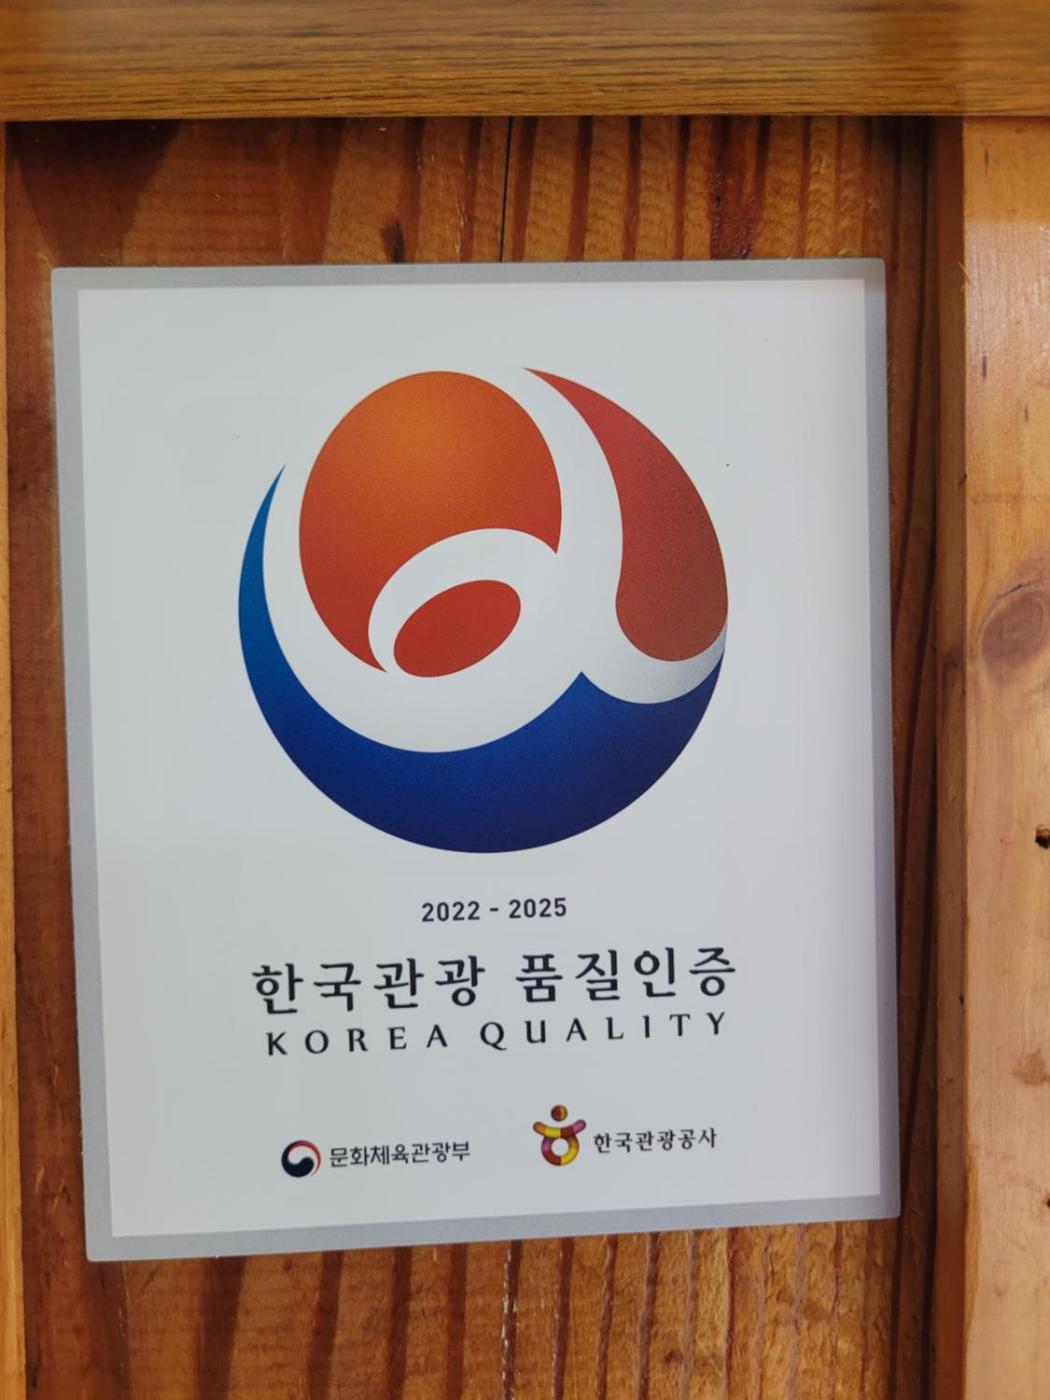 2022 - 2025
한국관광 품질인증
KOREA QUALITY
문화체육관광부
한국관광공사